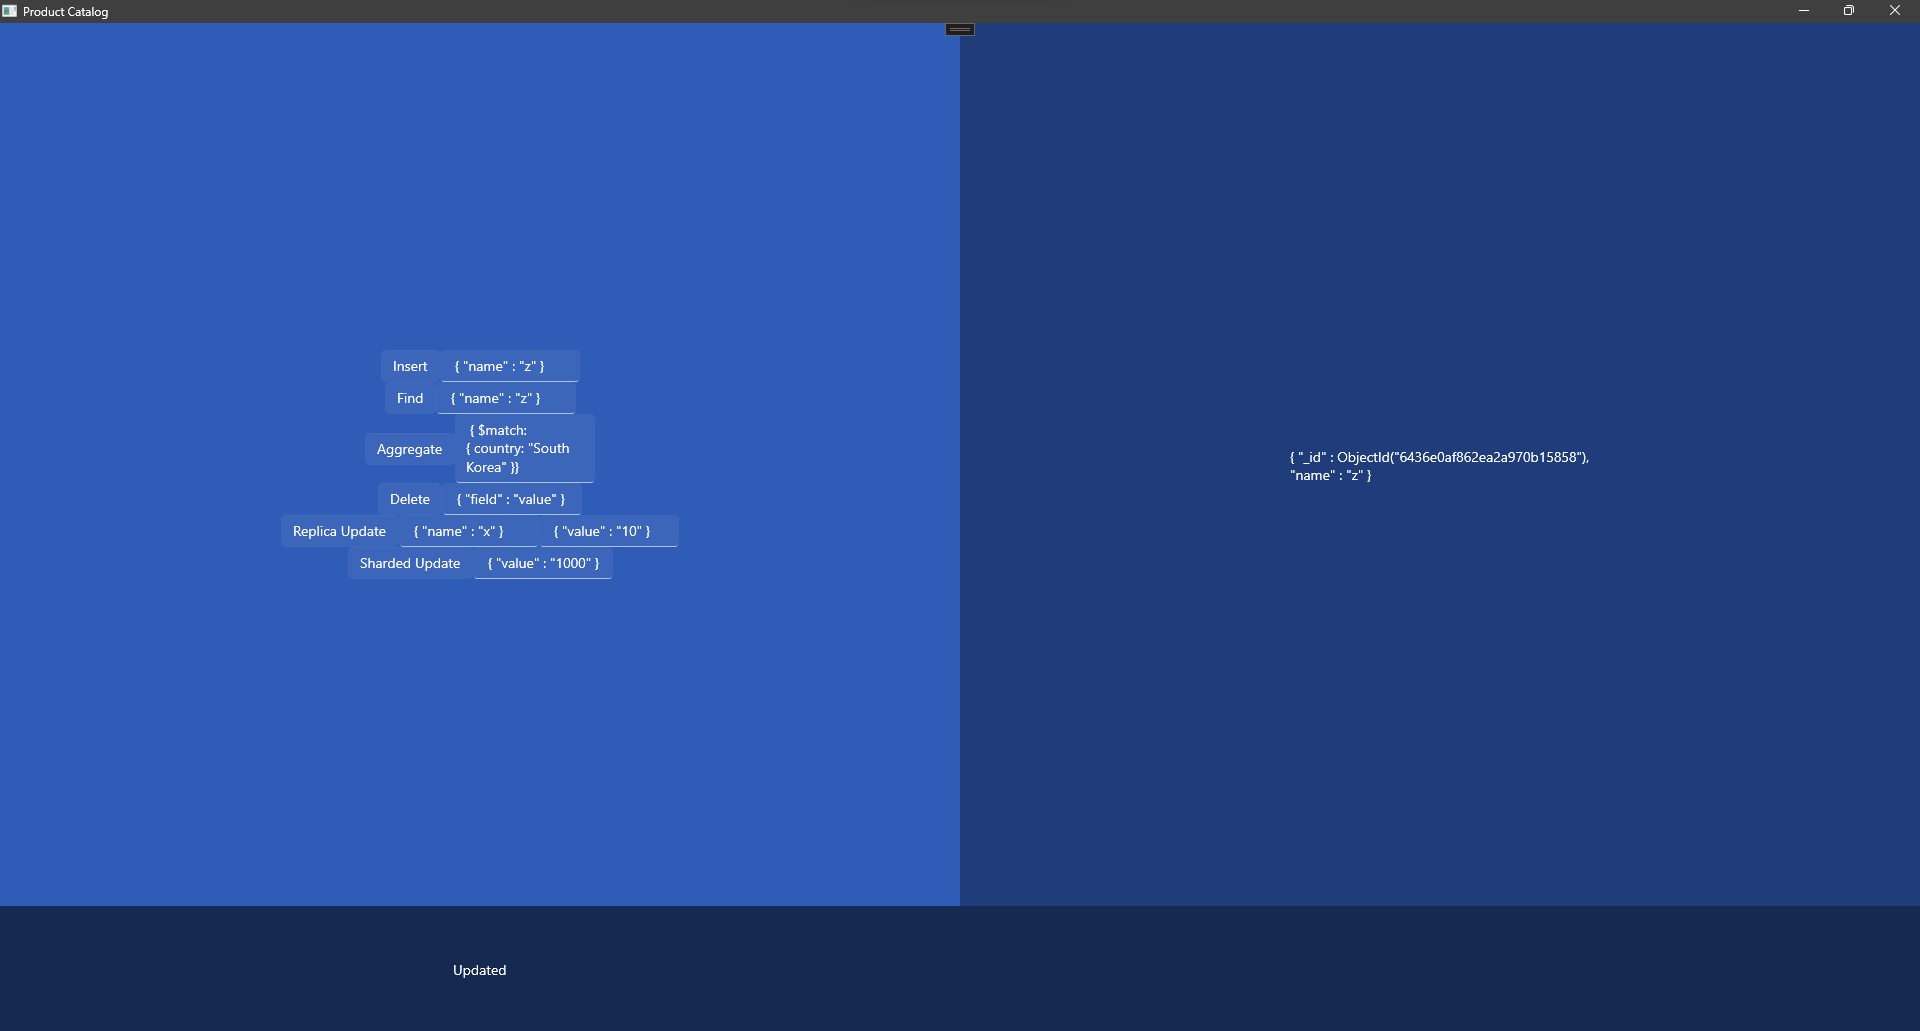 Product Catalog
Insert { "name" : "z" }
Find { "name" : "z" }
Aggregate { $match:
{ country: "South
Korea" }}
Delete { "field" : "value" }
Replica Update { "name" : "x" } { "value" : "10" }
Sharded Update { "value" : "1000" }
{ "_id" : ObjectId("6436e0af862ea2a970b15858"),
"name" : "z" }
Updated